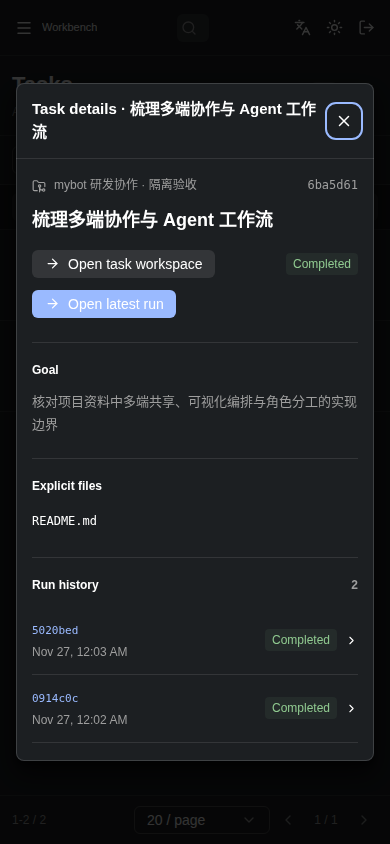 Workbench
Tasks
Task details · 梳理多端协作与 Agent 工作
流
mybot 研发协作 · 隔离验收
6ba5d61
梳理多端协作与 Agent 工作流
Open task workspace
Completed
Open latest run
Goal
核对项目资料中多端共享、可视化编排与角色分工的实现
边界
Explicit files
README.md
Run history
2
5020bed
Nov 27, 12:03 AM
Completed
0914c0c
Nov 27, 12:02 AM
Completed
1-2 / 2
20 / page
1 / 1